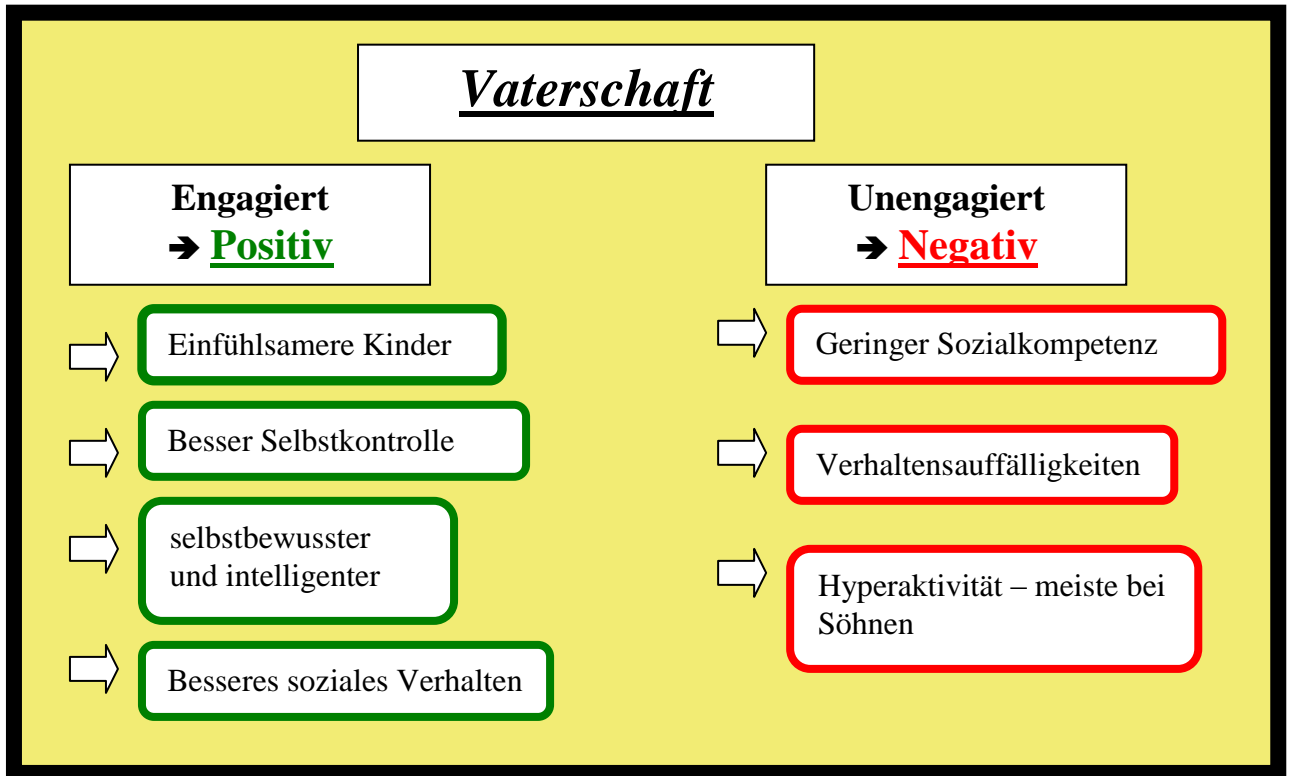 Vaterschaft
Engagiert
➔ Positiv
Einfühlsamere Kinder
Besser Selbstkontrolle
selbstbewusster
und intelligenter
Besseres soziales Verhalten
Unengagiert
➔ Negativ
Geringer Sozialkompetenz
Verhaltensauffälligkeiten
Hyperaktivität – meiste bei
Söhnen